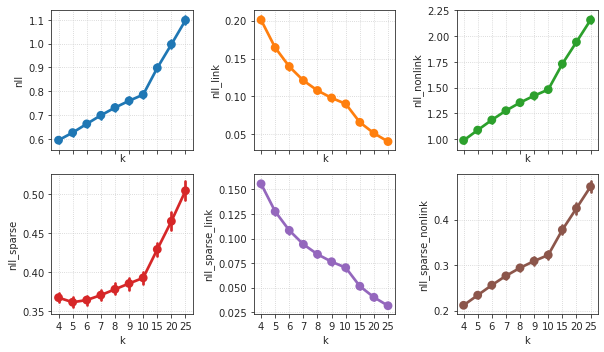 nll
1.1
1.0
0.9
0.8
0.7
0.6
k
nll_link
0.20
0.15
0.10
0.05
k
nll_nonlink
2.25
2.00
1.75
1.50
1.25
1.00
k
nll_sparse
0.50
0.45
0.40
0.35
4 5 6 7 8 9 10 15 20 25
k
nll_sparse_link
0.150
0.125
0.100
0.075
0.050
0.025
4 5 6 7 8 9 10 15 20 25
k
nll_sparse_nonlink
0.4
0.3
0.2
4 5 6 7 8 9 10 15 20 25
k